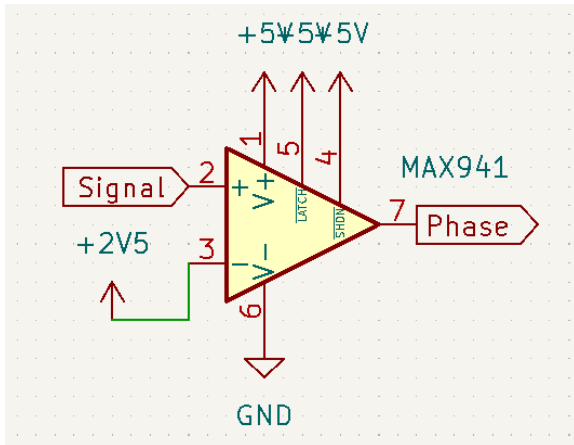 +5V +5V +5V
1
5
4
MAX941
2
Signal
+
V+
LATCH
SHDN
7
Phase
+2V5
3
-
V-
6
GND